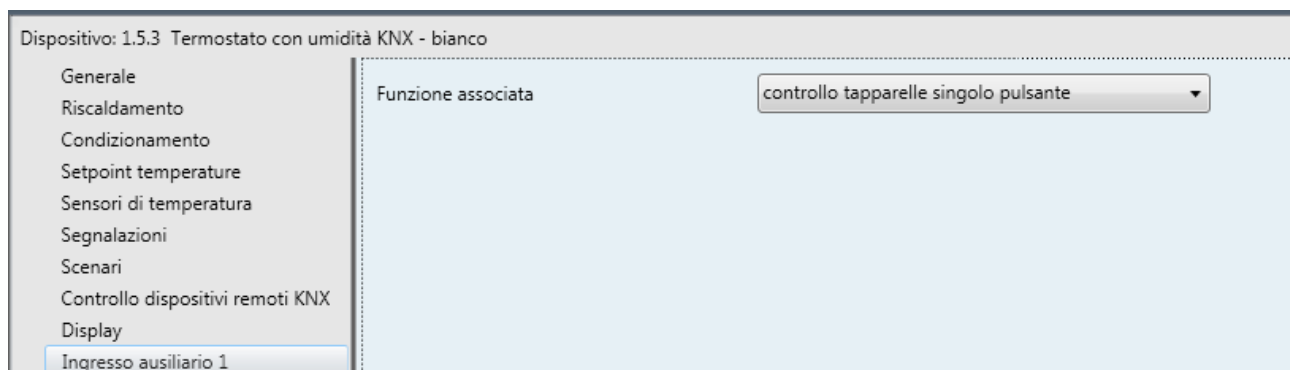 Dispositivo: 1.5.3 Termostato con umidità KNX - bianco
Generale
Riscaldamento
Condizionamento
Setpoint temperature
Sensori di temperatura
Segnalazioni
Scenari
Controllo dispositivi remoti KNX
Display
Ingresso ausiliario 1
Funzione associata
controllo tapparelle singolo pulsante